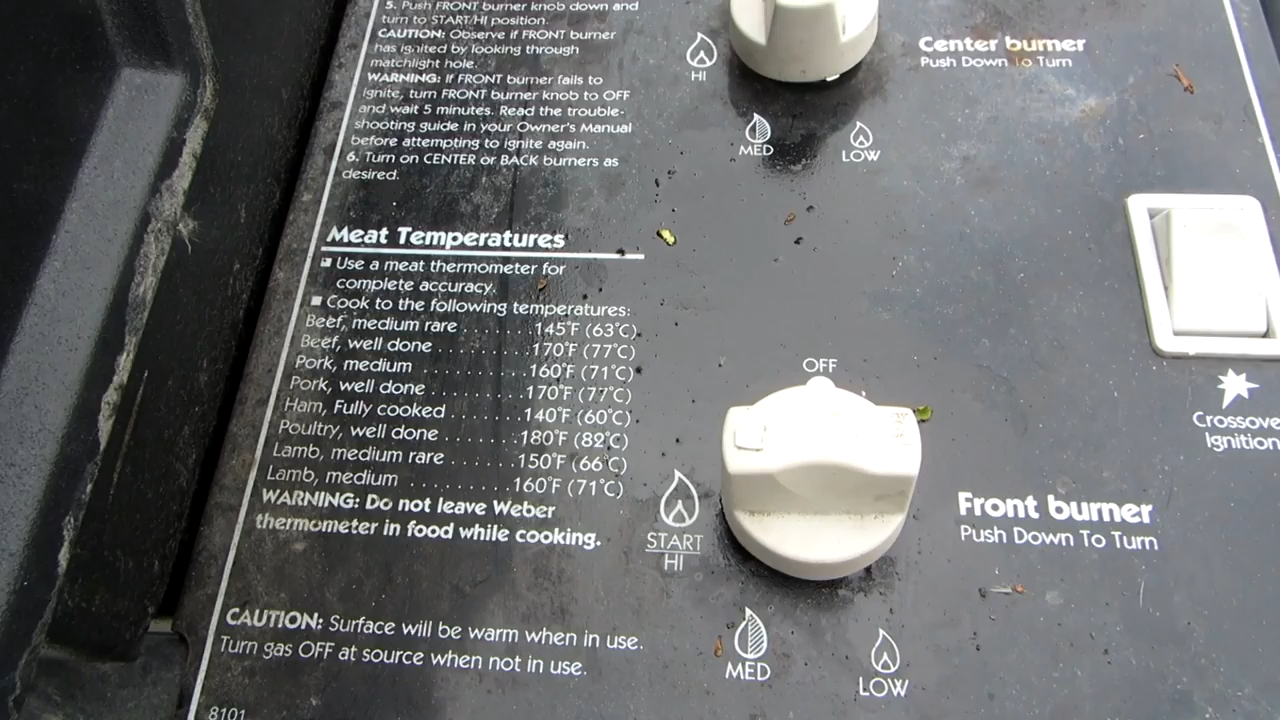 5. Push FRONT burner knob down and
turn to START/HI position.
CAUTION: Observe if FRONT burner
has ignited by looking through
matchlight hole.
WARNING: If FRONT burner fails to
ignite, turn FRONT burner knob to OFF
and wait 5 minutes. Read the trouble-
shooting guide in your Owner's Manual
before attempting to ignite again.
6. Turn on CENTER or BACK burners as
desired.
Meat Temperatures
■ Use a meat thermometer for
complete accuracy.
■ Cook to the following temperatures:
Beef, medium rare . . . . . . 145°F (63°C)
Beef, well done . . . . . . . . 170°F (77°C)
Pork, medium . . . . . . . . . . 160°F (71°C)
Pork, well done . . . . . . . . 170°F (77°C)
Ham, Fully cooked . . . . . . 140°F (60°C)
Poultry, well done . . . . . . . 180°F (82°C)
Lamb, medium rare . . . . . . 150°F (66°C)
Lamb, medium . . . . . . . . . 160°F (71°C)
WARNING: Do not leave Weber
thermometer in food while cooking.
CAUTION: Surface will be warm when in use.
Turn gas OFF at source when not in use.
8101
HI
MED
LOW
Center burner
Push Down To Turn
Crossove
Ignition
OFF
START
HI
MED
LOW
Front burner
Push Down To Turn